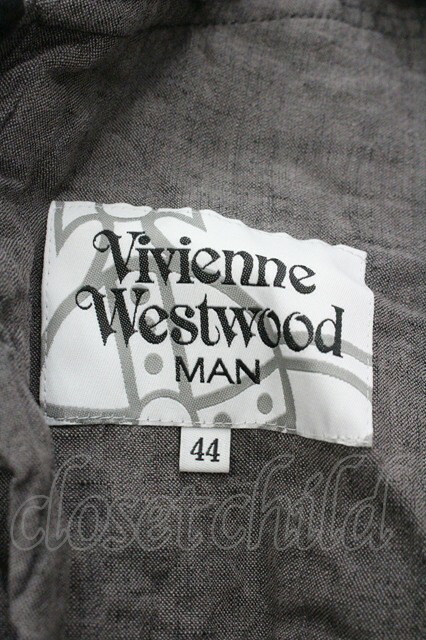 Vivienne
Westwood
MAN
44
closet child